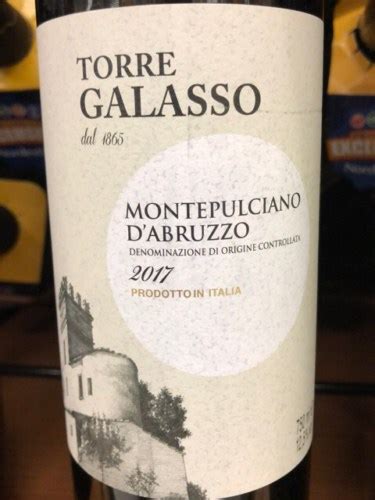 TORRE
GALASSO
dal 1865
MONTEPULCIANO
D'ABRUZZO
DENOMINAZIONE DI ORIGINE CONTROLLATA
2017
PRODOTTO IN ITALIA